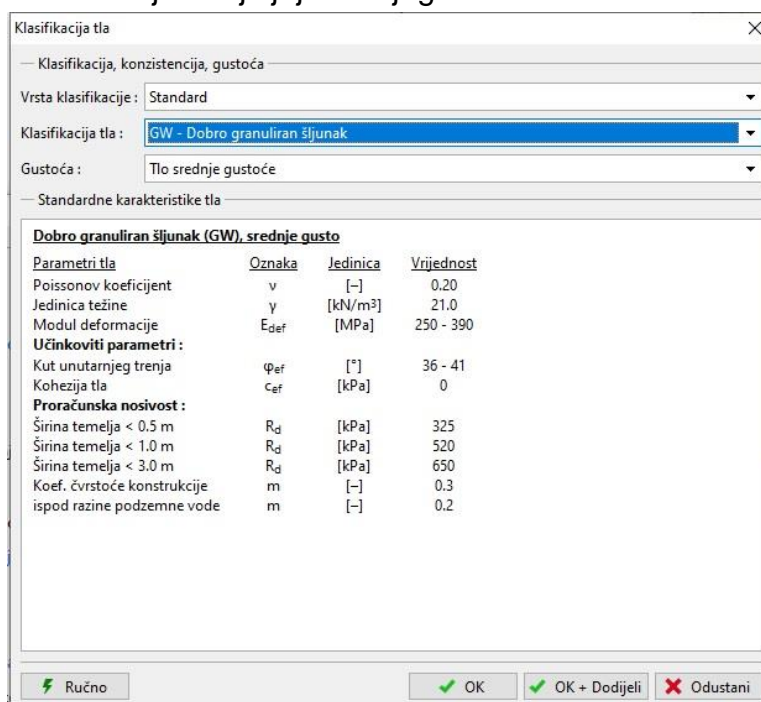 Klasifikacija tla
Klasifikacija, konzistencija, gustoća
Vrsta klasifikacije : Standard
Klasifikacija tla : GW - Dobro granuliran šljunak
Gustoća : Tlo srednje gustoće
Standardne karakteristike tla
Dobro granuliran šljunak (GW), srednje gusto
Parametri tla Oznaka Jedinica Vrijednost
Poissonov koeficijent ν [–] 0.20
Jedinica težine γ [kN/m³] 21.0
Modul deformacije Edef [MPa] 250 - 390
Učinkoviti parametri :
Kut unutarnjeg trenja φef [°] 36 - 41
Kohezija tla cef [kPa] 0
Proračunska nosivost :
Širina temelja < 0.5 m Rd [kPa] 325
Širina temelja < 1.0 m Rd [kPa] 520
Širina temelja < 3.0 m Rd [kPa] 650
Koef. čvrstoće konstrukcije m [–] 0.3
ispod razine podzemne vode m [–] 0.2
Ručno OK OK + Dodijeli Odustani